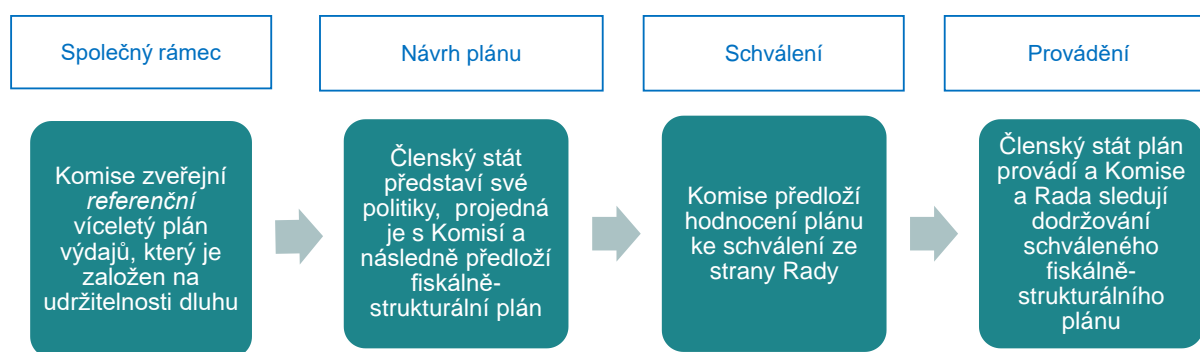 Společný rámec
Návrh plánu
Schválení
Provádění
Komise zveřejní
referenční
víceletý plán
výdajů, který je
založen na
udržitelnosti dluhu
Členský stát
představí své
politiky, projedná
je s Komisí a
následně předloží
fiskálně-
strukturální plán
Komise předloží
hodnocení plánu
ke schválení ze
strany Rady
Členský stát plán
provádí a Komise
a Rada sledují
dodržování
schváleného
fiskálně-
strukturálního
plánu